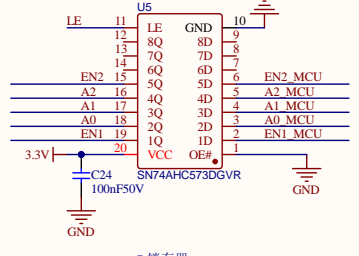 U5
LE 11 LE GND 10
12 8Q 8D 9
13 7Q 7D 8
14 6Q 6D 7
EN2 15 5Q 5D 6 EN2_MCU
A2 16 4Q 4D 5 A2_MCU
A1 17 3Q 3D 4 A1_MCU
A0 18 2Q 2D 3 A0_MCU
EN1 19 1Q 1D 2 EN1_MCU
3.3V 20 VCC OE# 1
SN74AHC573DGVR
C24
100nF50V
GND
GND